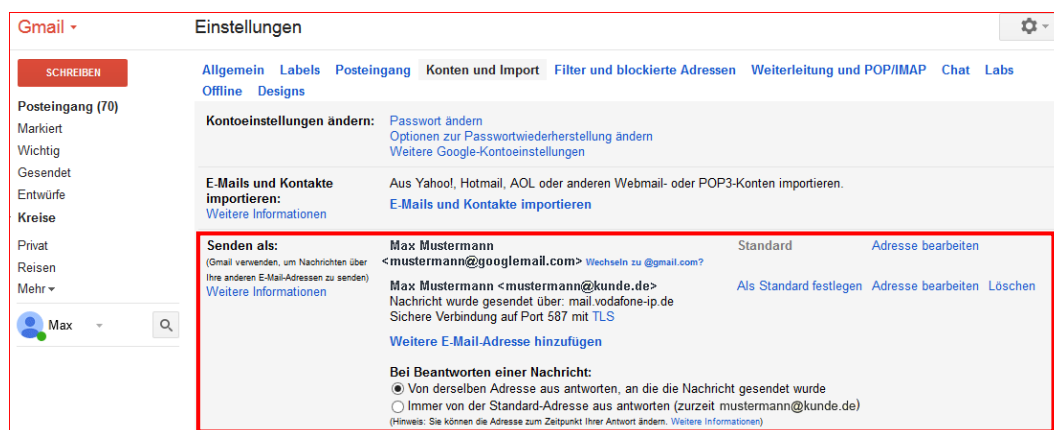 Gmail
Einstellungen
SCHREIBEN
Posteingang (70)
Markiert
Wichtig
Gesendet
Entwürfe
Kreise
Privat
Reisen
Mehr
Max
Allgemein Labels Posteingang Konten und Import Filter und blockierte Adressen Weiterleitung und POP/IMAP Chat Labs
Offline Designs
Kontoeinstellungen ändern: Passwort ändern
Optionen zur Passwortwiederherstellung ändern
Weitere Google-Kontoeinstellungen
E-Mails und Kontakte
importieren:
Weitere Informationen
Aus Yahoo!, Hotmail, AOL oder anderen Webmail- oder POP3-Konten importieren.
E-Mails und Kontakte importieren
Senden als:
(Gmail verwenden, um Nachrichten über
Ihre anderen E-Mail-Adressen zu senden)
Weitere Informationen
Max Mustermann Standard Adresse bearbeiten
<mustermann@googlemail.com> Wechseln zu @gmail.com?
Max Mustermann <mustermann@kunde.de> Als Standard festlegen Adresse bearbeiten Löschen
Nachricht wurde gesendet über: mail.vodafone-ip.de
Sichere Verbindung auf Port 587 mit TLS
Weitere E-Mail-Adresse hinzufügen
Bei Beantworten einer Nachricht:
Von derselben Adresse aus antworten, an die die Nachricht gesendet wurde
Immer von der Standard-Adresse aus antworten (zurzeit mustermann@kunde.de)
(Hinweis: Sie können die Adresse zum Zeitpunkt Ihrer Antwort ändern. Weitere Informationen)